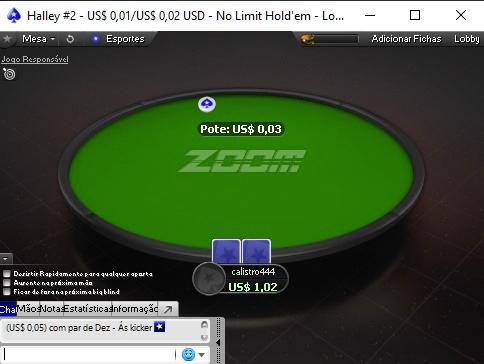 Halley #2 - US$ 0,01/US$ 0,02 USD - No Limit Hold'em - Lo...
Mesa Esportes Adicionar Fichas Lobby
Jogo Responsável
Pote: US$ 0,03
ZOOM
calistro444
US$ 1,02
Desistir Rapidamente para qualquer aposta
Ausente na próxima mão
Ficar de fora na próxima big blind
Cha Mãos Notas Estatísticas Informação
(US$ 0,05) com par de Dez - Ás kicker